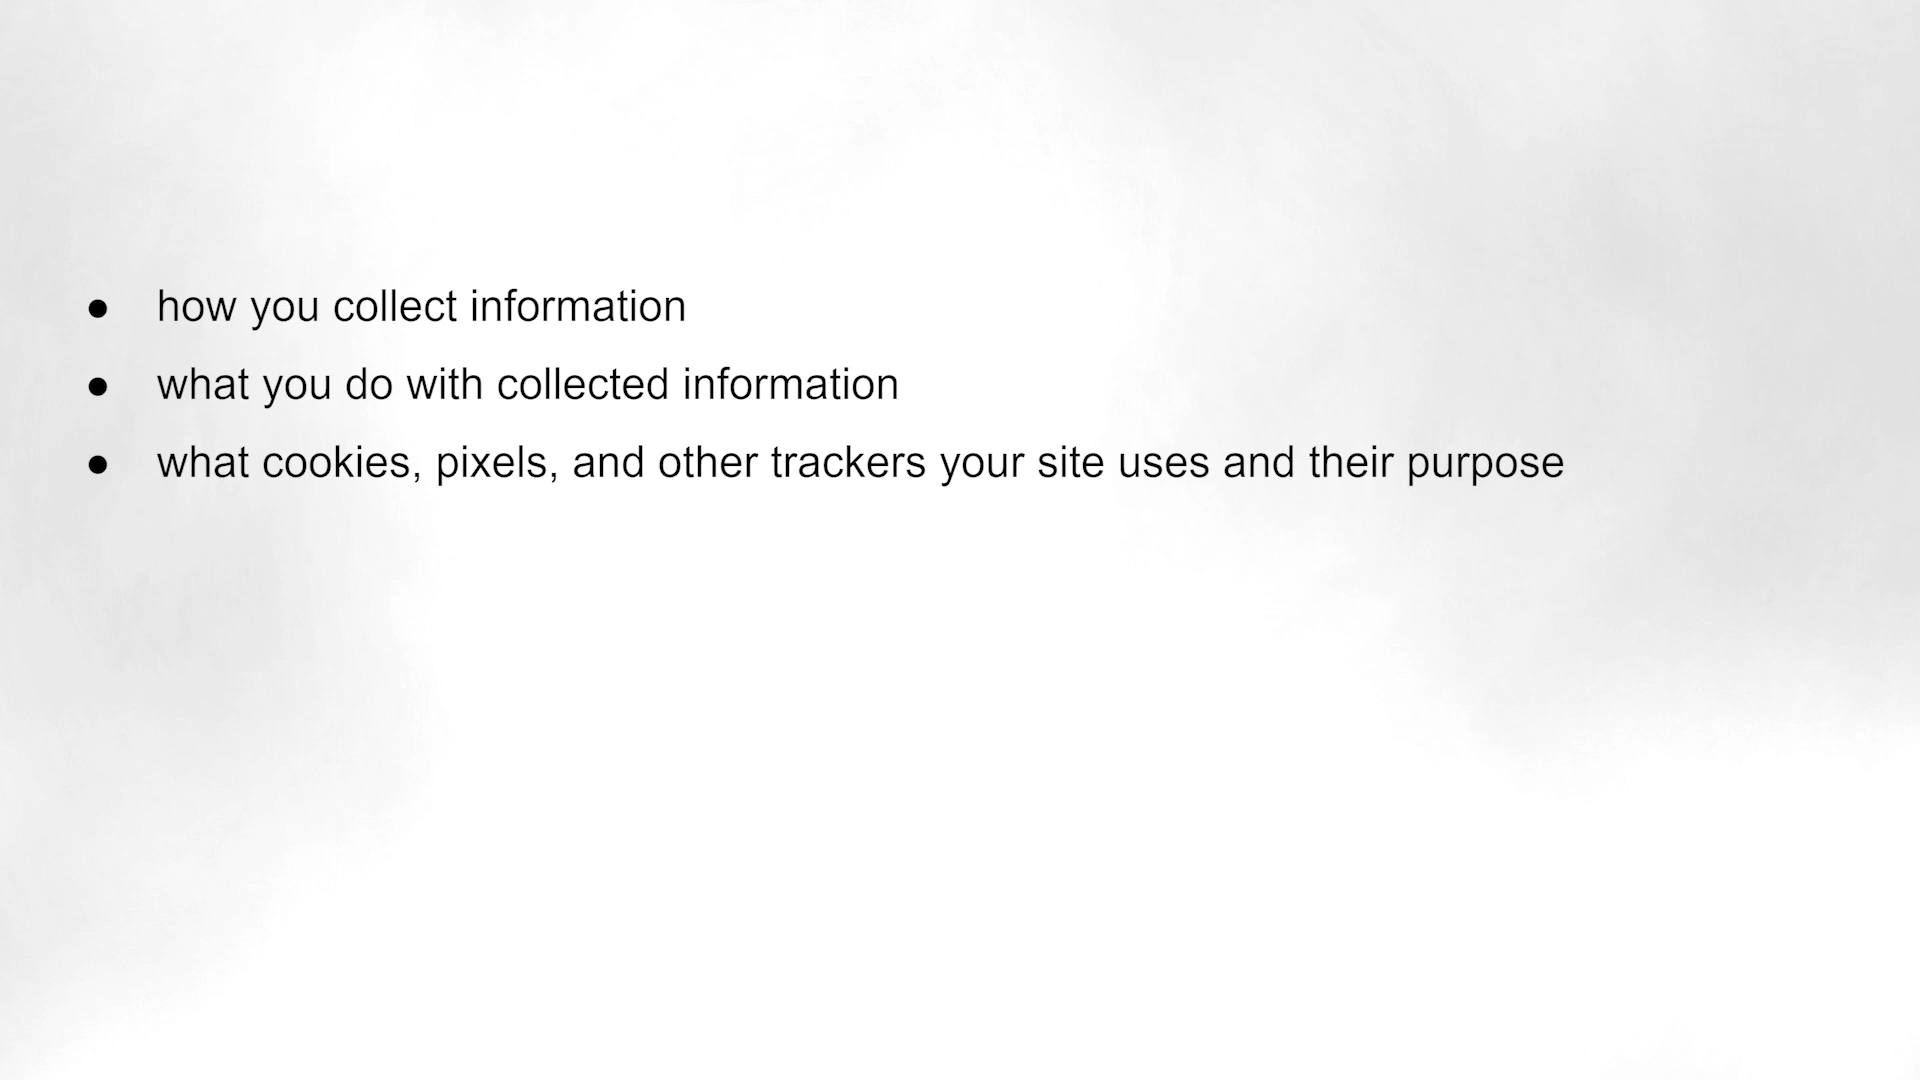 ● how you collect information
● what you do with collected information
● what cookies, pixels, and other trackers your site uses and their purpose